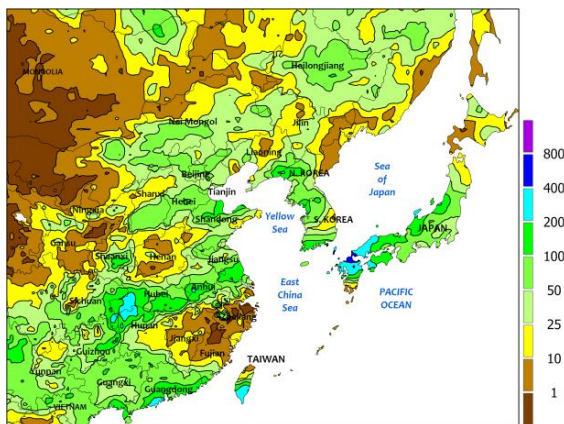 MONGOLIA
Heilongjiang
Nei Mongol
Jilin
Liaoning
Beijing
N. KOREA
Sea
of
Japan
Tianjin
Shanxi
Hebei
Ningxia
Shandong
Yellow
Sea
S. KOREA
JAPAN
Gansu
Shaanxi
Henan
Jiangsu
East
China
Sea
PACIFIC
OCEAN
Anhui
Hubei
Sichuan
Zhejiang
Hunan
Jiangxi
Guizhou
Fujian
TAIWAN
Yunnan
Guangxi
Guangdong
VIETNAM
800
400
200
100
50
25
10
1